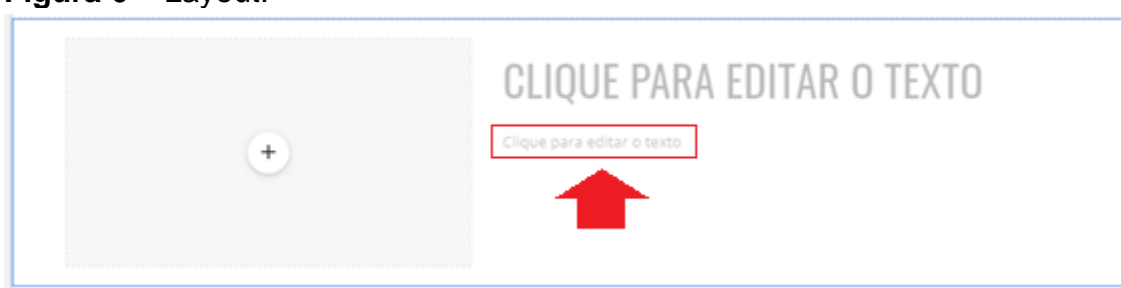 Figura 6 – Layout.
CLIQUE PARA EDITAR O TEXTO
+
Clique para editar o texto